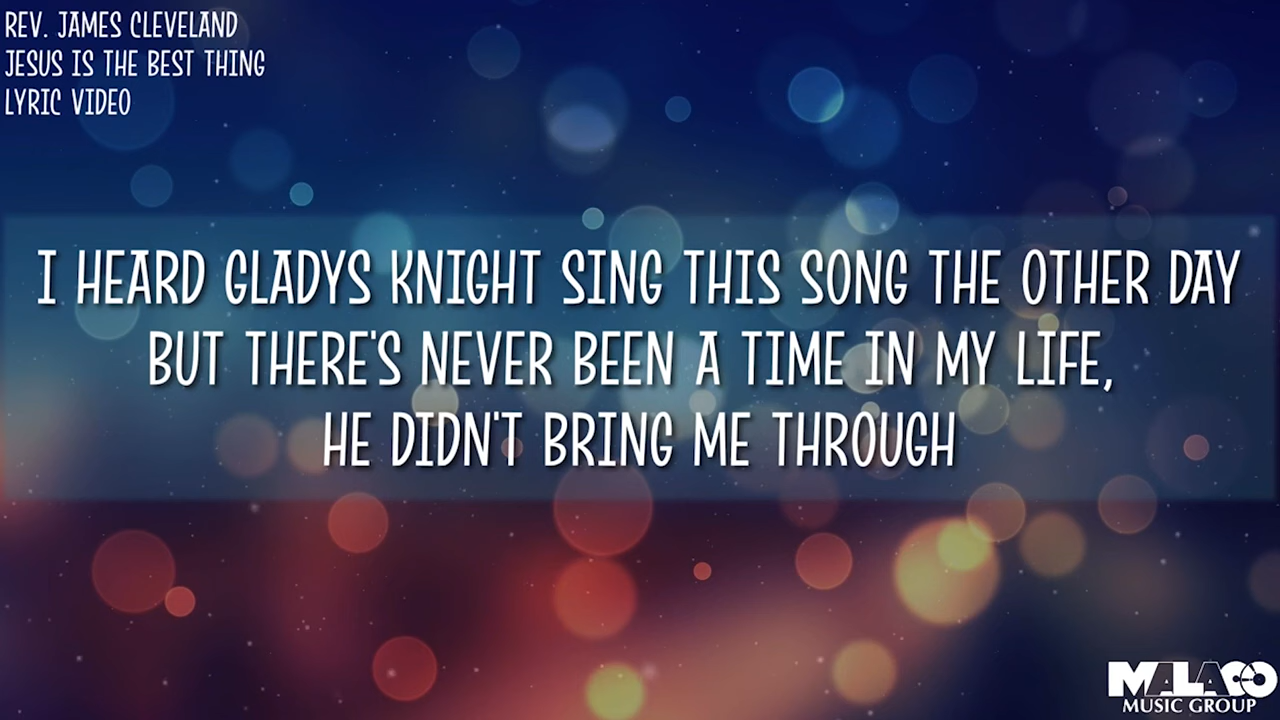 REV. JAMES CLEVELAND
JESUS IS THE BEST THING
LYRIC VIDEO
I HEARD GLADYS KNIGHT SING THIS SONG THE OTHER DAY
BUT THERE'S NEVER BEEN A TIME IN MY LIFE,
HE DIDN'T BRING ME THROUGH
MALACO
MUSIC GROUP